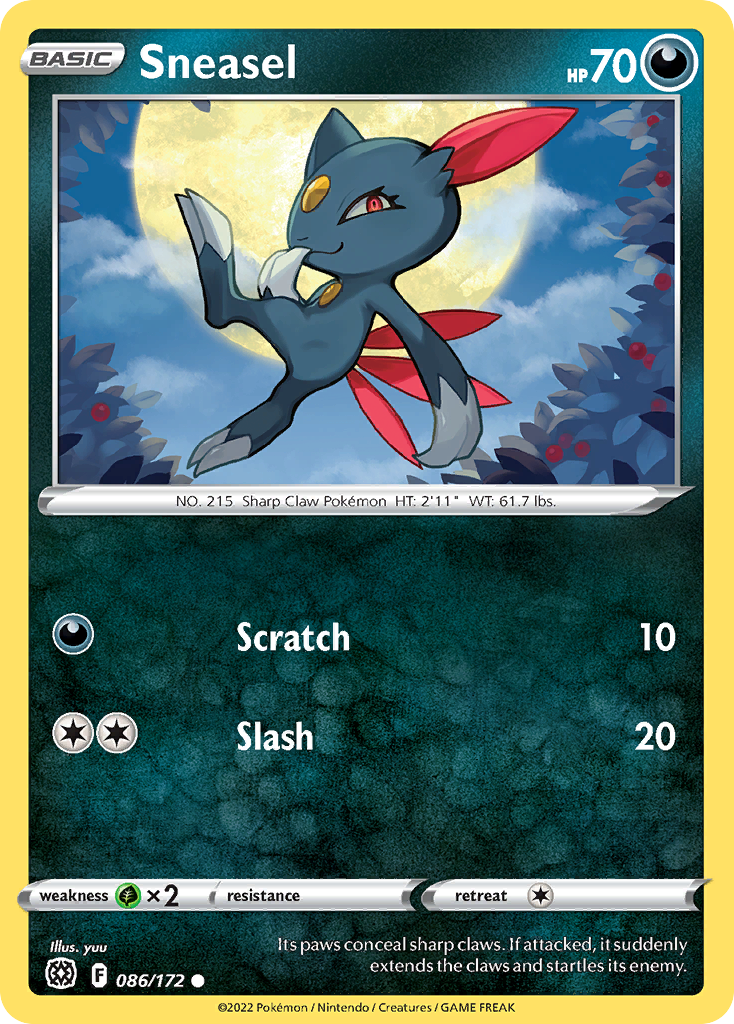 BASIC Sneasel HP 70
NO. 215 Sharp Claw Pokémon HT: 2'11" WT: 61.7 lbs.
Scratch 10
Slash 20
weakness ×2 resistance retreat
Illus. yuu
Its paws conceal sharp claws. If attacked, it suddenly
extends the claws and startles its enemy.
F 086/172
©2022 Pokémon / Nintendo / Creatures / GAME FREAK